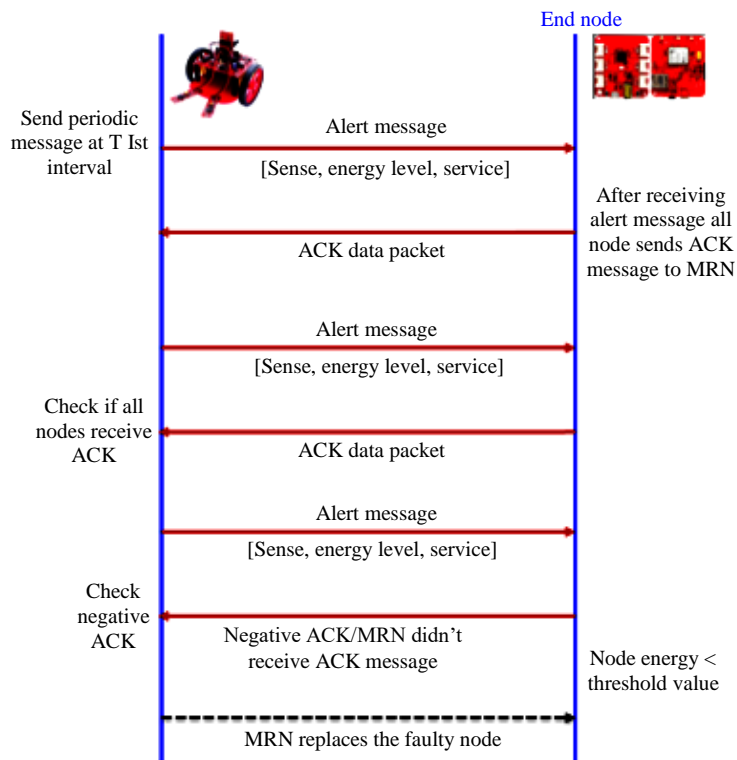 End node
Send periodic
message at T Ist
interval
Alert message
[Sense, energy level, service]
After receiving
alert message all
node sends ACK
message to MRN
ACK data packet
Alert message
[Sense, energy level, service]
Check if all
nodes receive
ACK
ACK data packet
Alert message
[Sense, energy level, service]
Check
negative
ACK
Negative ACK/MRN didn't
receive ACK message
Node energy <
threshold value
MRN replaces the faulty node